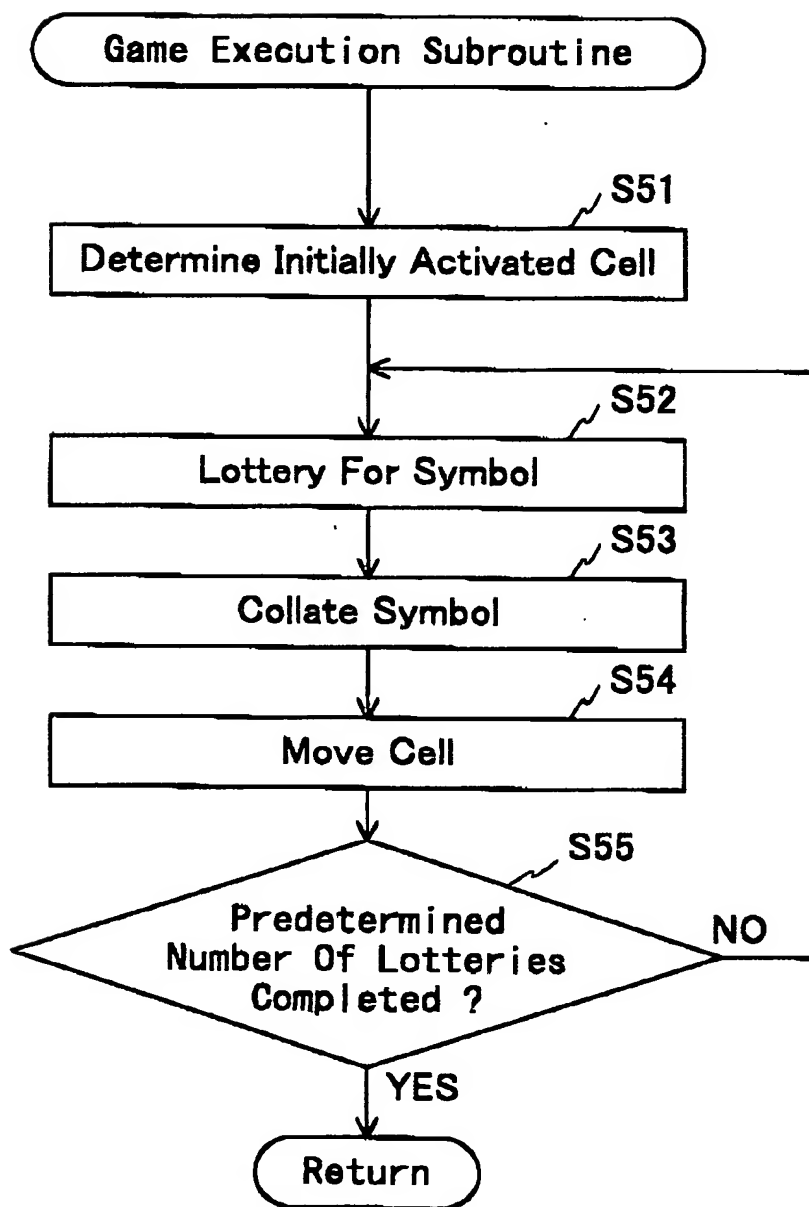 Game Execution Subroutine
S51
Determine Initially Activated Cell
S52
Lottery For Symbol
S53
Collate Symbol
S54
Move Cell
S55
Predetermined
Number Of Lotteries
Completed ?
NO
YES
Return